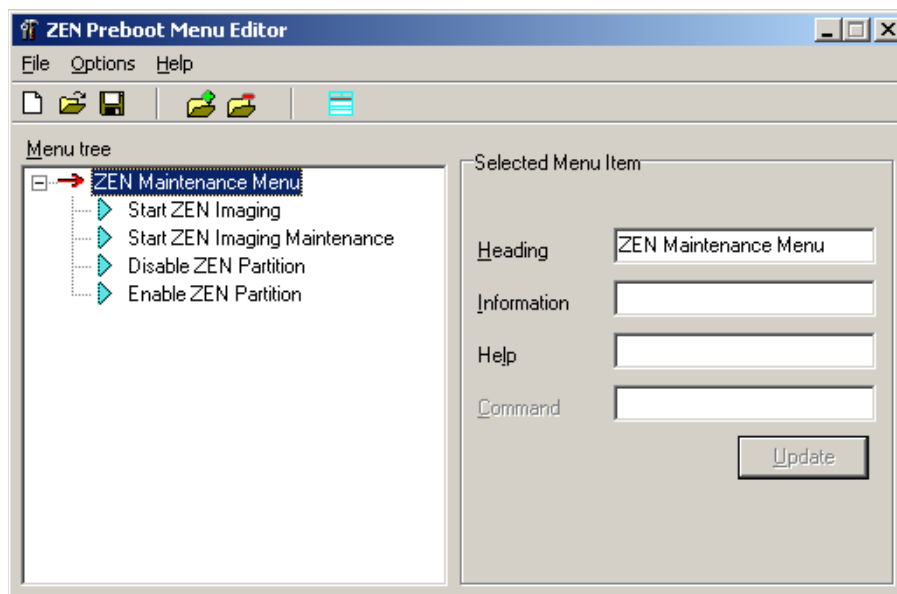 ZEN Preboot Menu Editor
File Options Help
Menu tree
ZEN Maintenance Menu
Start ZEN Imaging
Start ZEN Imaging Maintenance
Disable ZEN Partition
Enable ZEN Partition
Selected Menu Item
Heading ZEN Maintenance Menu
Information
Help
Command
Update